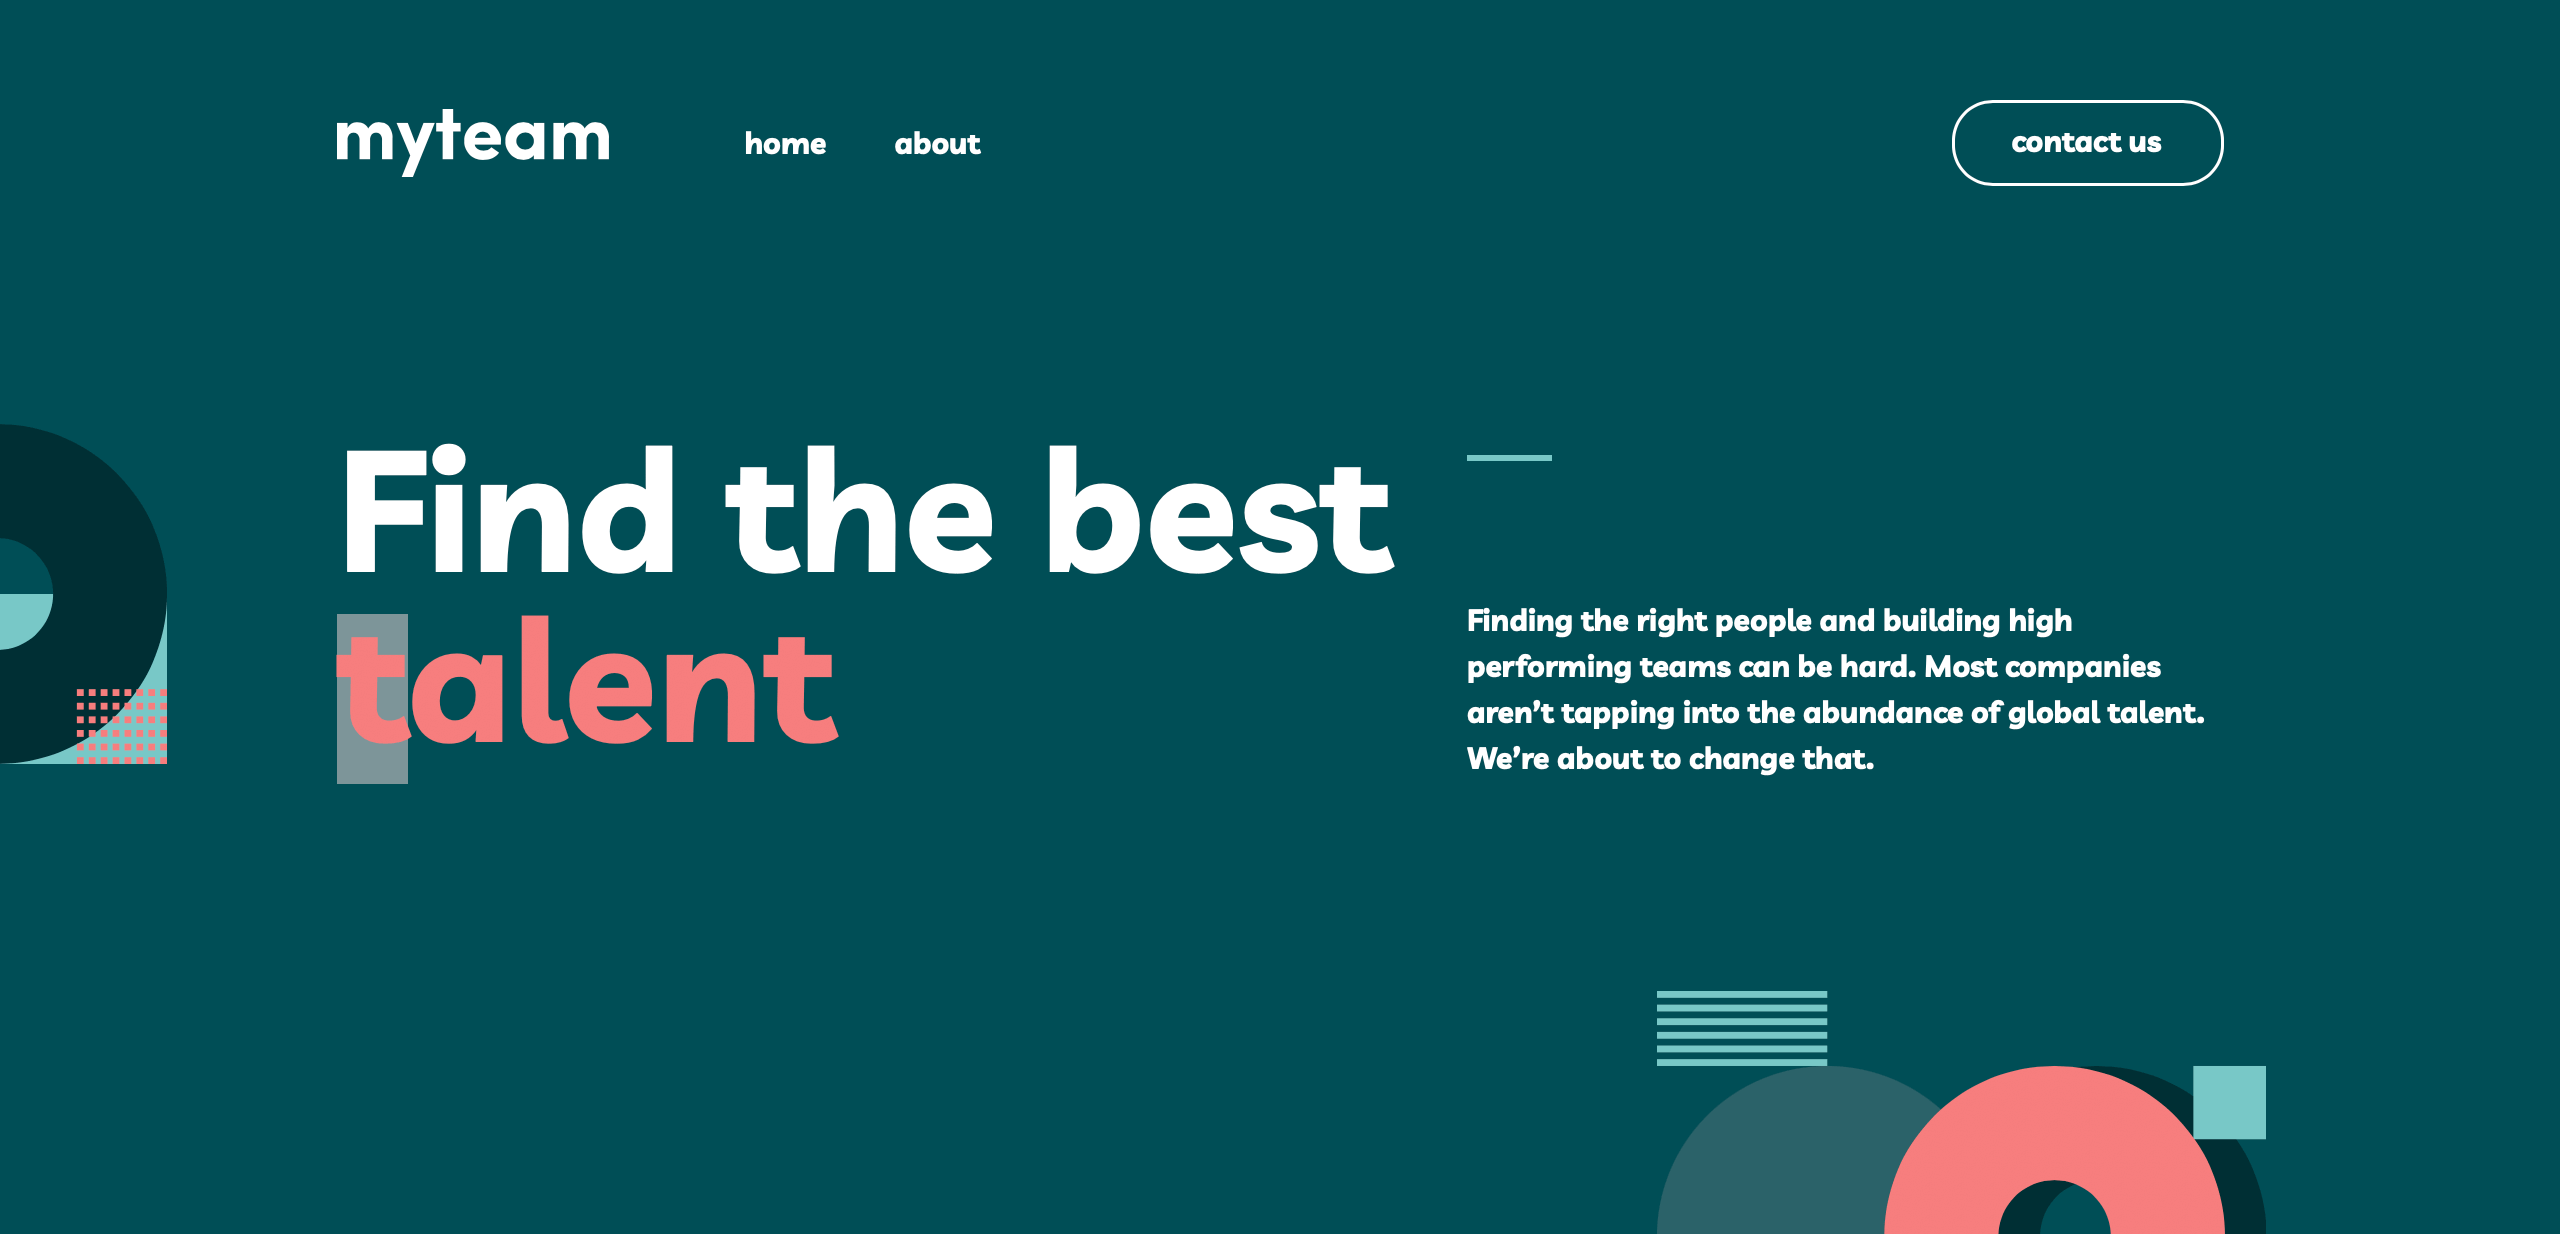 myteam
home
about
contact us
Find the best
talent
Finding the right people and building high
performing teams can be hard. Most companies
aren’t tapping into the abundance of global talent.
We’re about to change that.